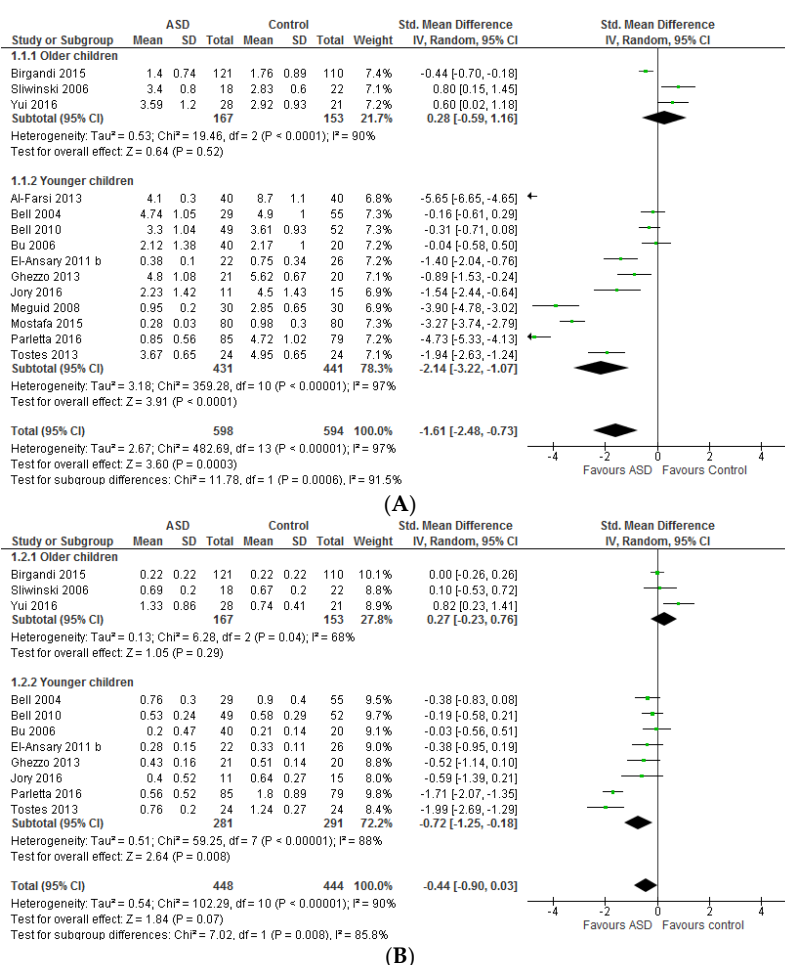 ASD Control Std. Mean Difference Std. Mean Difference
Study or Subgroup Mean SD Total Mean SD Total Weight IV, Random, 95% CI IV, Random, 95% CI
1.1.1 Older children
Birgandi 2015 1.4 0.74 121 1.76 0.89 110 7.4% -0.44 [-0.70, -0.18]
Sliwinski 2006 3.4 0.8 18 2.83 0.6 22 7.1% 0.80 [0.15, 1.45]
Yui 2016 3.59 1.2 28 2.92 0.93 21 7.2% 0.60 [0.02, 1.18]
Subtotal (95% CI) 167 153 21.7% 0.28 [-0.59, 1.16]
Heterogeneity: Tau² = 0.53; Chi² = 19.46, df = 2 (P < 0.0001); I² = 90%
Test for overall effect: Z = 0.64 (P = 0.52)
1.1.2 Younger children
Al-Farsi 2013 4.1 0.3 40 8.7 1.1 40 6.8% -5.65 [-6.65, -4.65]
Bell 2004 4.74 1.05 29 4.9 1 55 7.3% -0.16 [-0.61, 0.29]
Bell 2010 3.3 1.04 49 3.61 0.93 52 7.3% -0.31 [-0.71, 0.08]
Bu 2006 2.12 1.38 40 2.17 1 20 7.2% -0.04 [-0.58, 0.50]
El-Ansary 2011 b 0.38 0.1 22 0.75 0.34 26 7.1% -1.40 [-2.04, -0.76]
Ghezzo 2013 4.8 1.08 21 5.62 0.67 20 7.1% -0.89 [-1.53, -0.24]
Jory 2016 2.23 1.42 11 4.5 1.43 15 6.9% -1.54 [-2.44, -0.64]
Meguid 2008 0.95 0.2 30 2.85 0.65 30 6.9% -3.90 [-4.78, -3.02]
Mostafa 2015 0.28 0.03 80 0.98 0.3 80 7.3% -3.27 [-3.74, -2.79]
Parletta 2016 0.85 0.56 85 4.72 1.02 79 7.1% -4.73 [-5.33, -4.13]
Tostes 2013 3.67 0.65 24 4.95 0.65 24 7.1% -1.94 [-2.63, -1.24]
Subtotal (95% CI) 431 441 78.3% -2.14 [-3.22, -1.07]
Heterogeneity: Tau² = 3.18; Chi² = 359.28, df = 10 (P < 0.00001); I² = 97%
Test for overall effect: Z = 3.91 (P < 0.0001)
Total (95% CI) 598 594 100.0% -1.61 [-2.48, -0.73]
Heterogeneity: Tau² = 2.67; Chi² = 482.69, df = 13 (P < 0.00001); I² = 97%
Test for overall effect: Z = 3.60 (P = 0.0003)
Test for subgroup differences: Chi² = 11.78, df = 1 (P = 0.0006), I² = 91.5%
-4 -2 0 2 4
Favours ASD Favours Control
(A)
ASD Control Std. Mean Difference Std. Mean Difference
Study or Subgroup Mean SD Total Mean SD Total Weight IV, Random, 95% CI IV, Random, 95% CI
1.2.1 Older children
Birgandi 2015 0.22 0.22 121 0.22 0.22 110 10.1% 0.00 [-0.26, 0.26]
Sliwinski 2006 0.69 0.2 18 0.67 0.2 22 8.8% 0.10 [-0.53, 0.72]
Yui 2016 1.33 0.86 28 0.74 0.41 21 8.9% 0.82 [0.23, 1.41]
Subtotal (95% CI) 167 153 27.8% 0.27 [-0.23, 0.76]
Heterogeneity: Tau² = 0.13; Chi² = 6.28, df = 2 (P = 0.04); I² = 68%
Test for overall effect: Z = 1.05 (P = 0.29)
1.2.2 Younger children
Bell 2004 0.76 0.3 29 0.9 0.4 55 9.5% -0.38 [-0.83, 0.08]
Bell 2010 0.53 0.24 49 0.58 0.29 52 9.7% -0.19 [-0.58, 0.21]
Bu 2006 0.2 0.47 40 0.21 0.14 20 9.2% -0.03 [-0.56, 0.51]
El-Ansary 2011 b 0.28 0.15 22 0.33 0.11 26 9.0% -0.38 [-0.95, 0.19]
Ghezzo 2013 0.43 0.16 21 0.51 0.14 20 8.8% -0.52 [-1.14, 0.10]
Jory 2016 0.4 0.52 11 0.64 0.27 15 7.9% -0.59 [-1.39, 0.21]
Parletta 2016 0.56 0.52 85 1.8 0.89 79 9.7% -1.71 [-2.07, -1.35]
Tostes 2013 0.76 0.2 24 1.24 0.27 24 8.4% -1.99 [-2.69, -1.29]
Subtotal (95% CI) 281 291 72.2% -0.72 [-1.25, -0.18]
Heterogeneity: Tau² = 0.51; Chi² = 59.25, df = 7 (P < 0.00001); I² = 88%
Test for overall effect: Z = 2.64 (P = 0.008)
Total (95% CI) 448 444 100.0% -0.44 [-0.90, 0.03]
Heterogeneity: Tau² = 0.54; Chi² = 102.29, df = 10 (P < 0.00001); I² = 90%
Test for overall effect: Z = 1.84 (P = 0.07)
Test for subgroup differences: Chi² = 7.02, df = 1 (P = 0.008), I² = 85.8%
-4 -2 0 2 4
Favours ASD Favours control
(B)